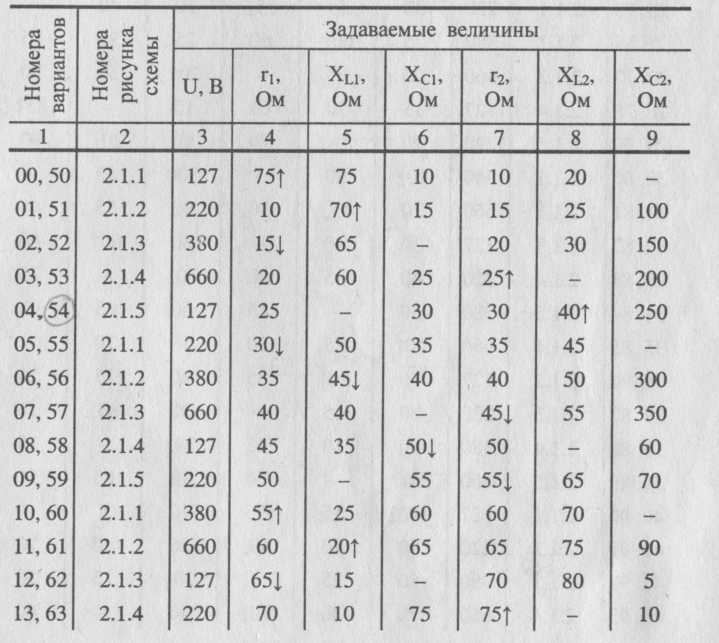 Номера вариантов
Номера рисунка схемы
Задаваемые величины
U, В
r1, Ом
XL1, Ом
XC1, Ом
r2, Ом
XL2, Ом
XC2, Ом
1 2 3 4 5 6 7 8 9
00, 50 2.1.1 127 75↑ 75 10 10 20 –
01, 51 2.1.2 220 10 70↑ 15 15 25 100
02, 52 2.1.3 380 15↓ 65 – 20 30 150
03, 53 2.1.4 660 20 60 25 25↑ – 200
04, 54 2.1.5 127 25 – 30 30 40↑ 250
05, 55 2.1.1 220 30↓ 50 35 35 45 –
06, 56 2.1.2 380 35 45↓ 40 40 50 300
07, 57 2.1.3 660 40 40 – 45↓ 55 350
08, 58 2.1.4 127 45 35 50↓ 50 – 60
09, 59 2.1.5 220 50 – 55 55↓ 65 70
10, 60 2.1.1 380 55↑ 25 60 60 70 –
11, 61 2.1.2 660 60 20↑ 65 65 75 90
12, 62 2.1.3 127 65↓ 15 – 70 80 5
13, 63 2.1.4 220 70 10 75 75↑ – 10